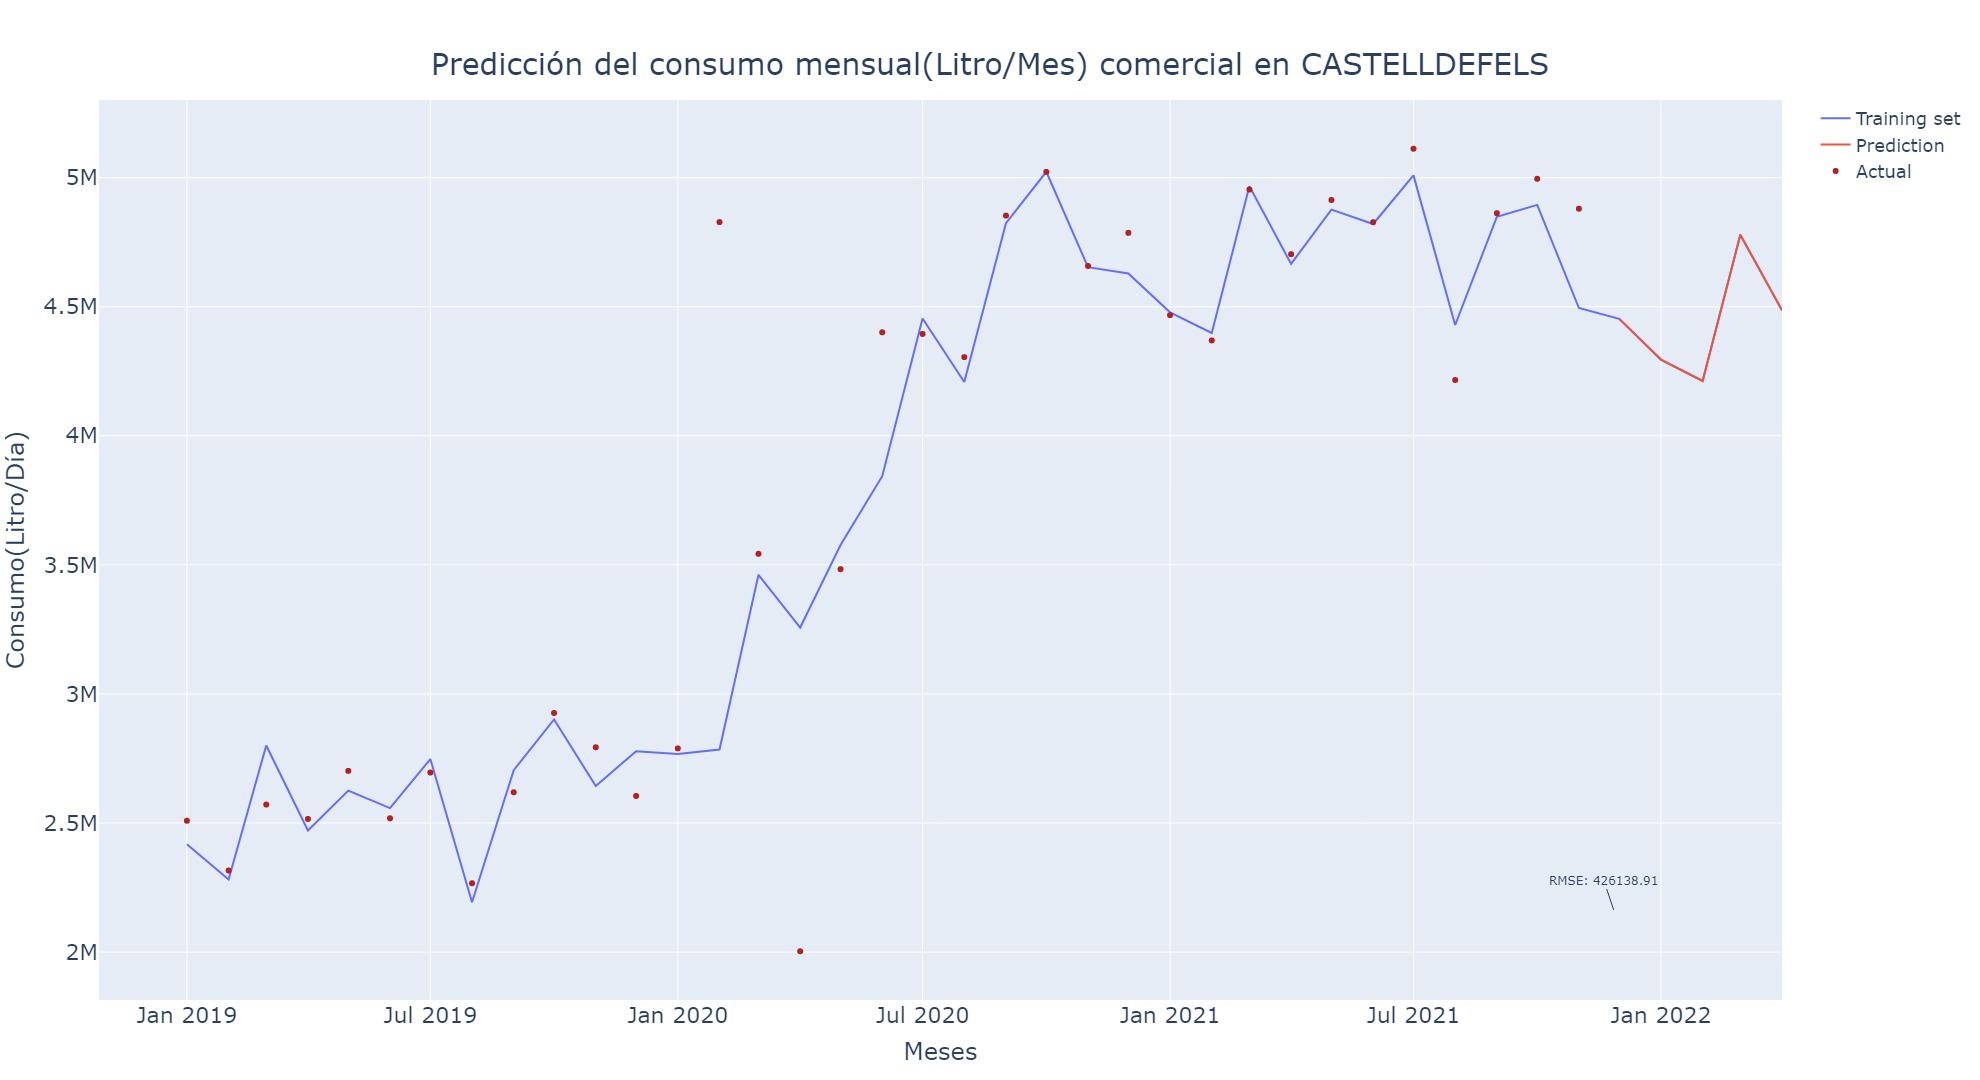 Predicción del consumo mensual(Litro/Mes) comercial en CASTELLDEFELS
Training set
Prediction
Actual
5M
4.5M
4M
3.5M
3M
2.5M
2M
Consumo(Litro/Día)
RMSE: 426138.91
Jan 2019
Jul 2019
Jan 2020
Jul 2020
Jan 2021
Jul 2021
Jan 2022
Meses